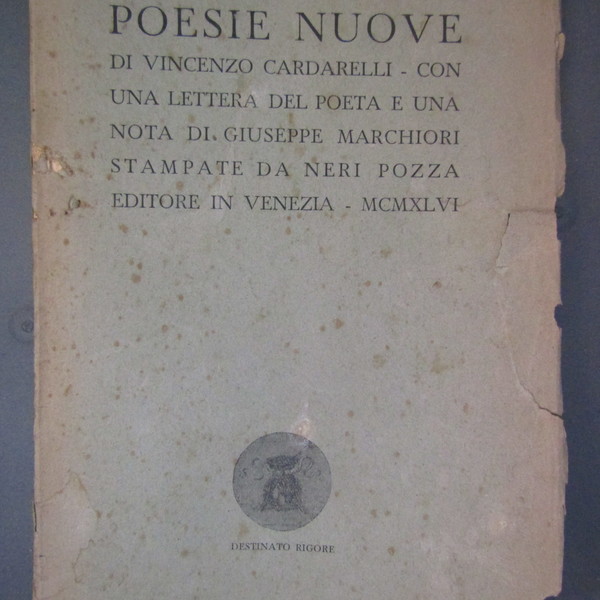 POESIE NUOVE
DI VINCENZO CARDARELLI - CON
UNA LETTERA DEL POETA E UNA
NOTA DI GIUSEPPE MARCHIORI
STAMPATE DA NERI POZZA
EDITORE IN VENEZIA - MCMXLVI
DESTINATO RIGORE